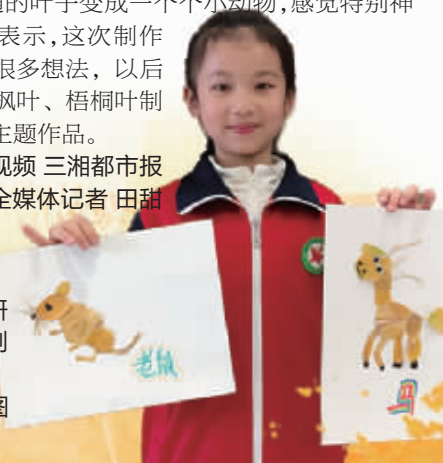 的叶子变成一个个小动物,感觉特别神
表示,这次制作
很多想法，以后
枫叶、梧桐叶制
主题作品。
视频 三湘都市报
全媒体记者 田甜
图
老鼠
马